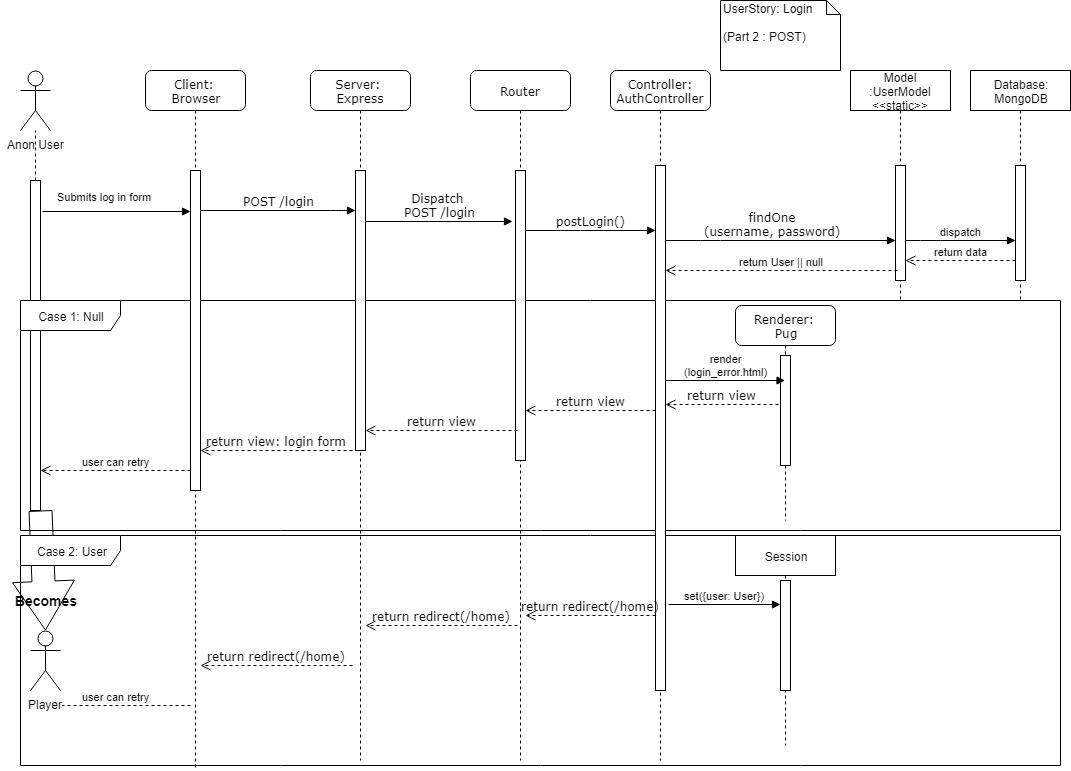 UserStory: Login
(Part 2 : POST)
Anon User
Client:
Browser
Server:
Express
Router
Controller:
AuthController
Model
:UserModel
<<static>>
Database:
MongoDB
Submits log in form
POST /login
Dispatch
POST /login
postLogin()
findOne
(username, password)
dispatch
return data
return User || null
Case 1: Null
Renderer:
Pug
render
(login_error.html)
return view
return view
return view
return view: login form
user can retry
Case 2: User
Session
Becomes
set({user: User})
return redirect(/home)
return redirect(/home)
return redirect(/home)
user can retry
Player